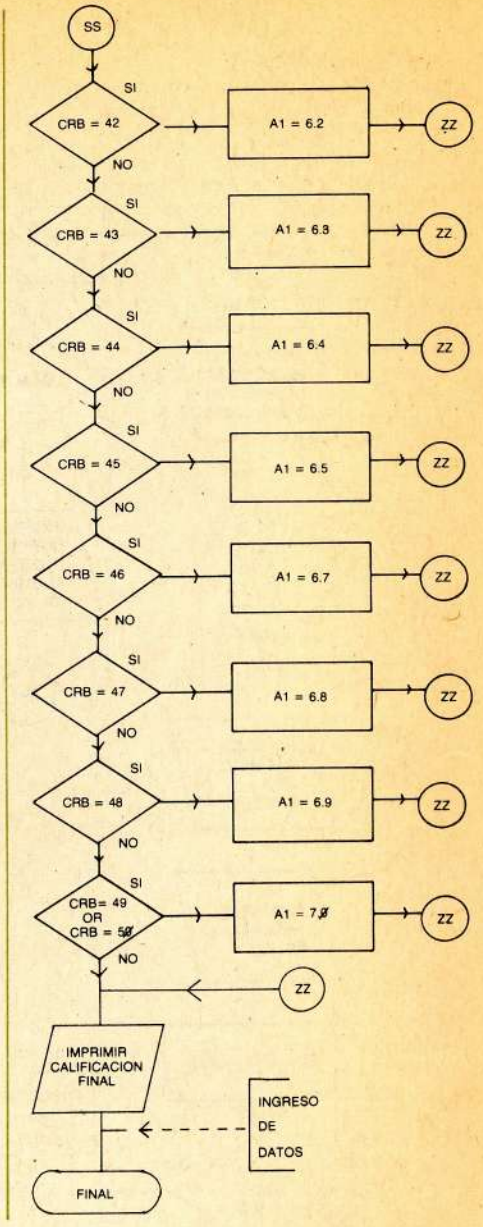 SS
SI
CRB = 42
A1 = 6.2
ZZ
NO
SI
CRB = 43
A1 = 6.3
ZZ
NO
SI
CRB = 44
A1 = 6.4
ZZ
NO
SI
CRB = 45
A1 = 6.5
ZZ
NO
SI
CRB = 46
A1 = 6.7
ZZ
NO
SI
CRB = 47
A1 = 6.8
ZZ
NO
SI
CRB = 48
A1 = 6.9
ZZ
NO
SI
CRB= 49
OR
CRB = 50
A1 = 7,0
ZZ
NO
ZZ
IMPRIMIR
CALIFICACION
FINAL
INGRESO
DE
DATOS
FINAL